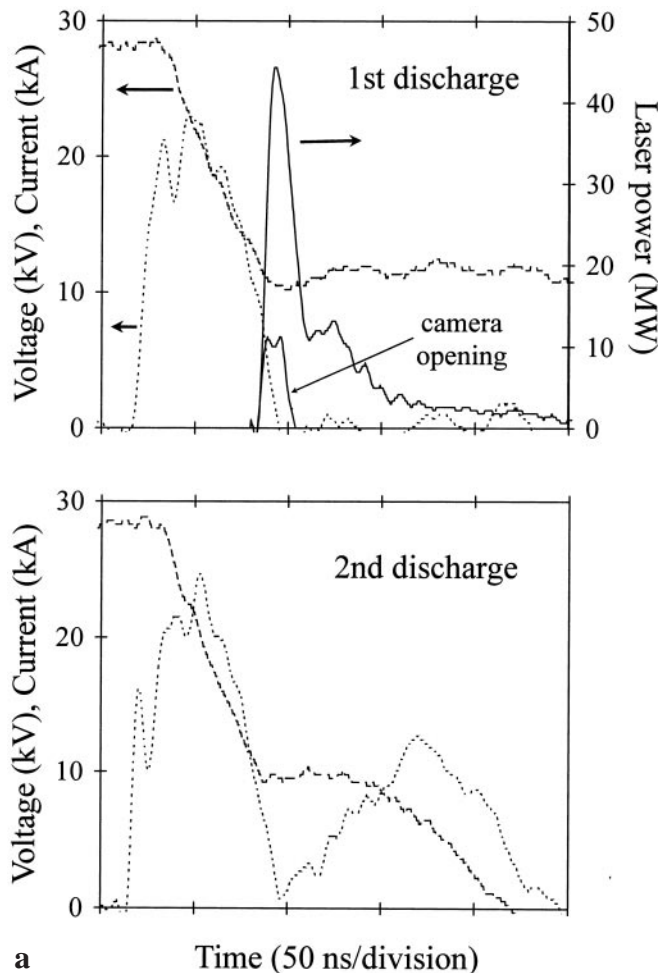 30
20
10
0
Voltage (kV), Current (kA)
1st discharge
camera
opening
50
40
30
20
10
0
Laser power
(MW)
30
20
10
0
Voltage (kV), Current (kA)
2nd discharge
a
Time (50 ns/division)